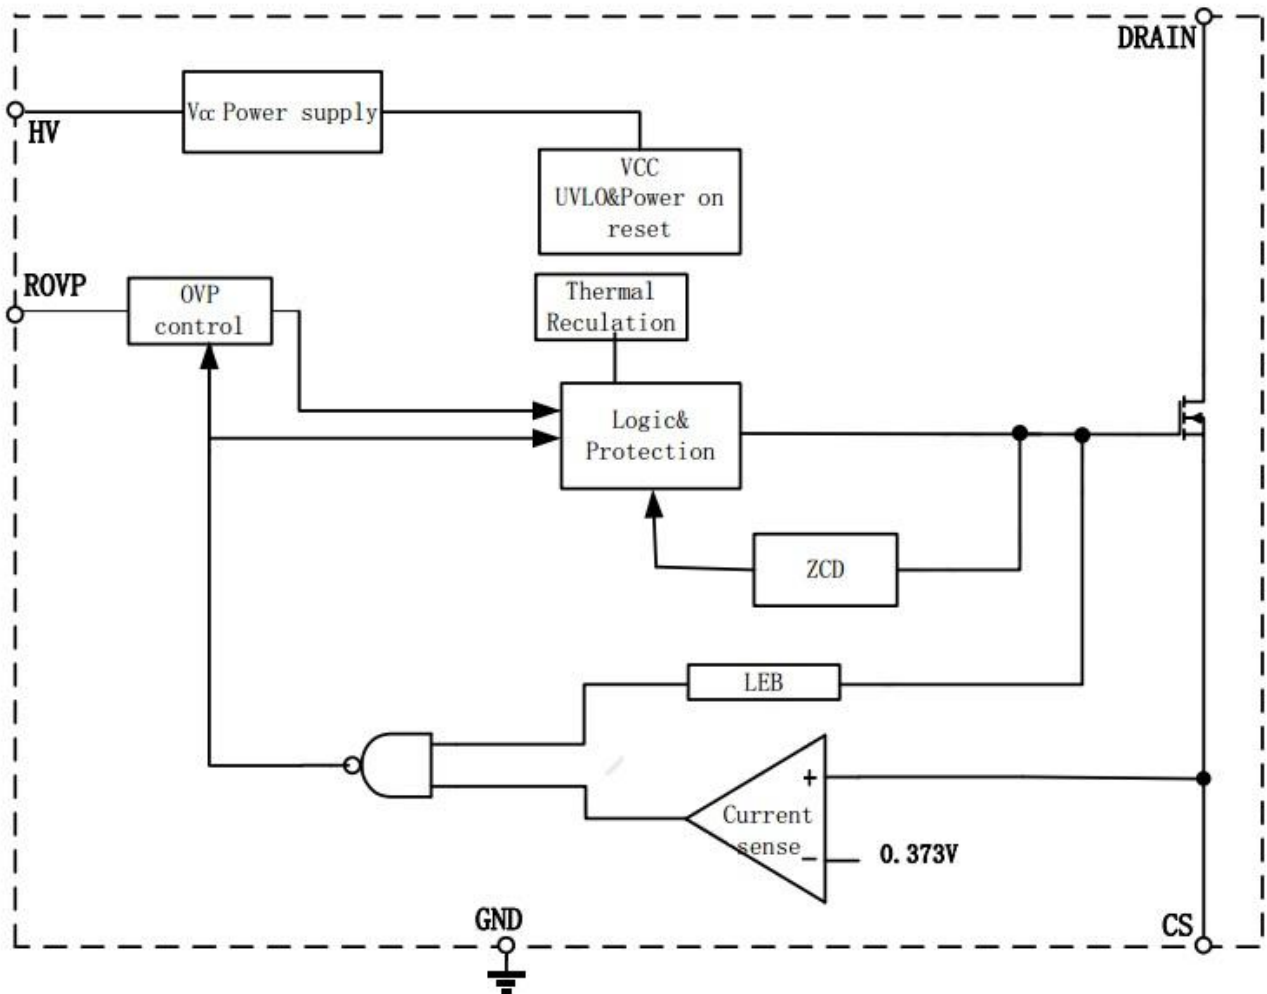 DRAIN
Vcc Power supply
HV
VCC
UVLO&Power on
reset
ROVP
OVP
control
Thermal
Reculation
Logic&
Protection
ZCD
LEB
+
Current
sense
−
0.373V
GND
CS